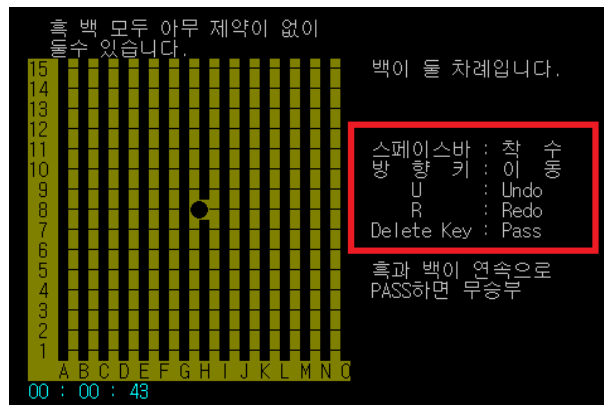 흑 백 모두 아무 제약이 없이
둘수 있습니다.
15
14
13
12
11
10
9
8
7
6
5
4
3
2
1
A B C D E F G H I J K L M N O
00 : 00 : 43
백이 둘 차례입니다.
스페이스바 : 착 수
방 향 키 : 이 동
U : Undo
R : Redo
Delete Key : Pass
흑과 백이 연속으로
PASS하면 무승부